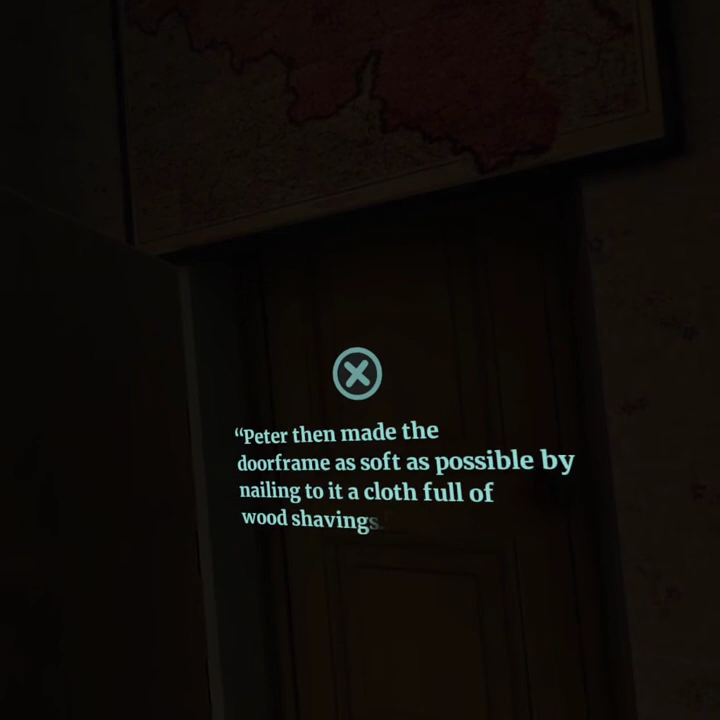 “Peter then made the
doorframe as soft as possible by
nailing to it a cloth full of
wood shavings.”